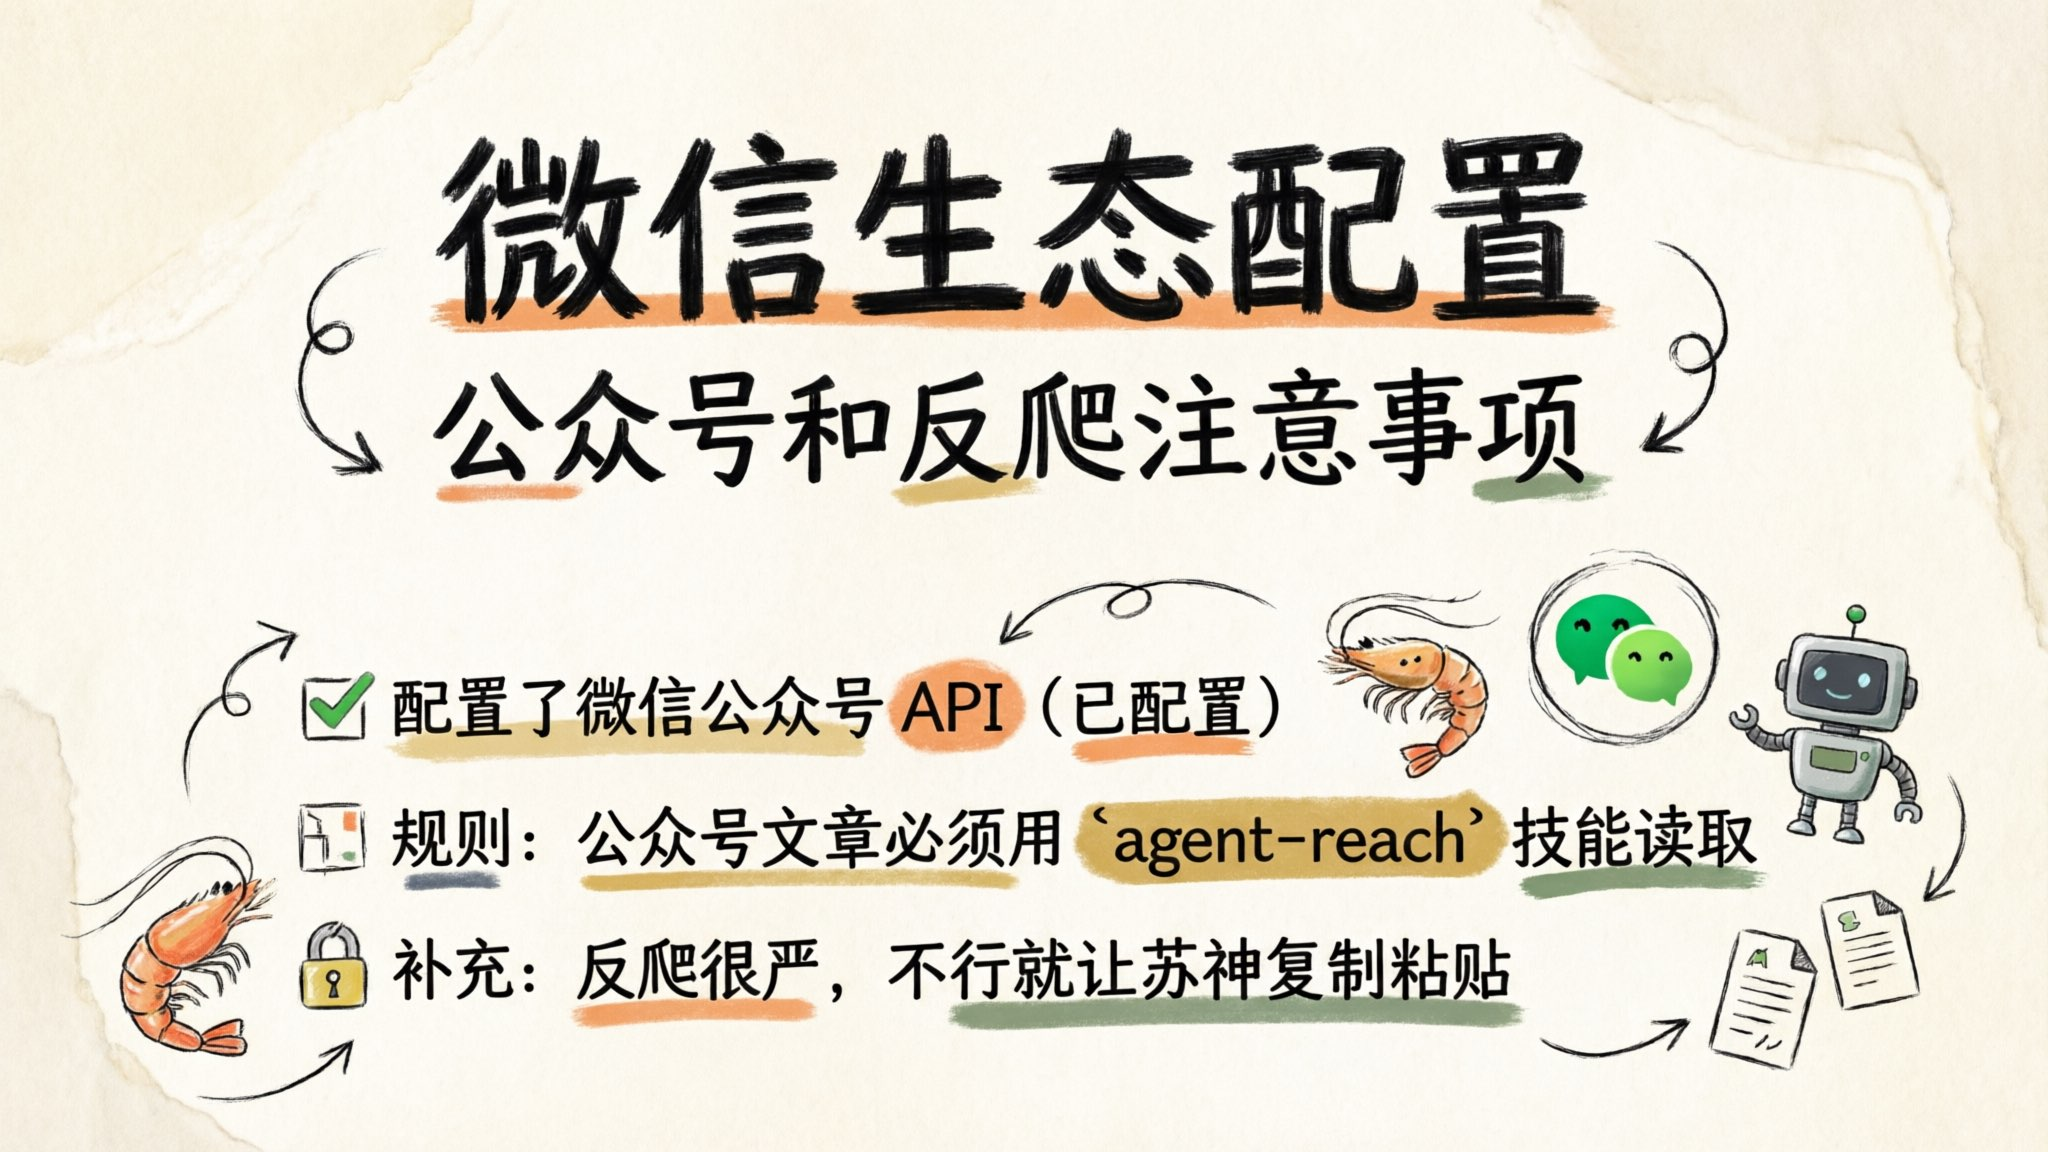 微信生态配置
公众号和反爬注意事项
配置了微信公众号 API（已配置）
规则：公众号文章必须用 `agent-reach` 技能读取
补充：反爬很严，不行就让苏神复制粘贴